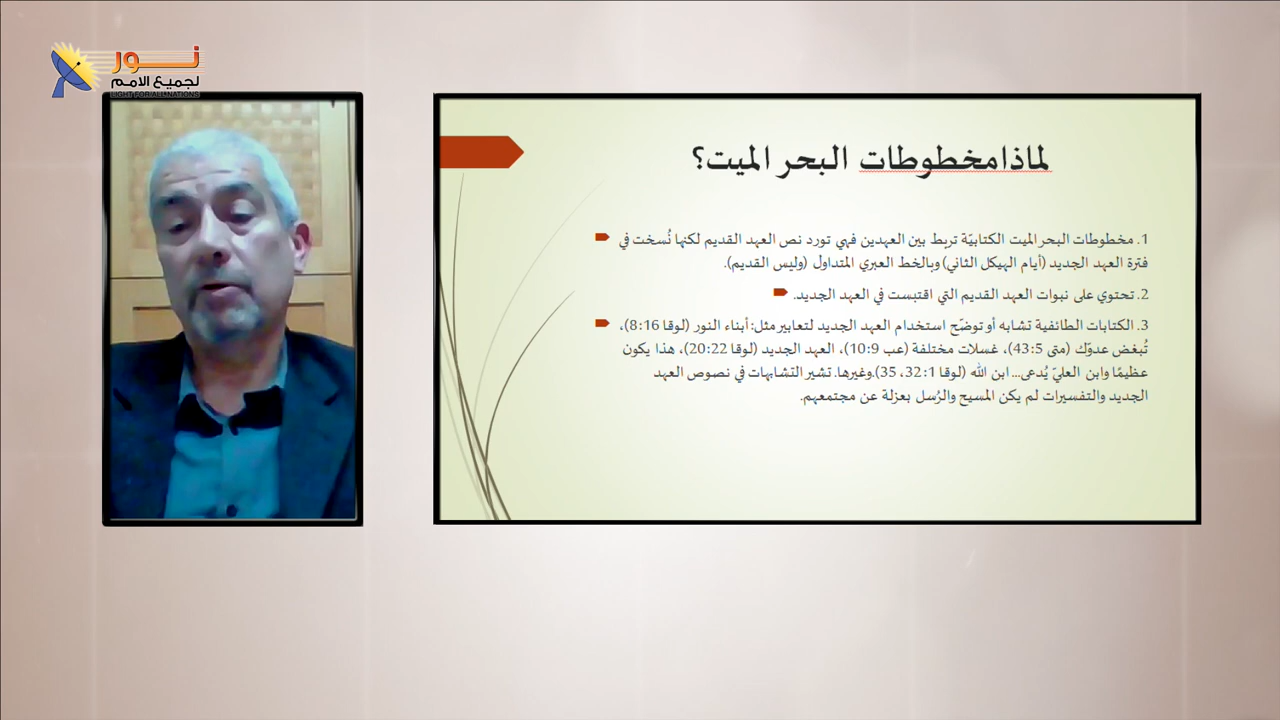 نور
لجميع الامم
LIGHT FOR ALL NATIONS
لماذامخطوطات البحر الميت؟
1. مخطوطات البحر الميت الكتابيّة تربط بين العهدين فهي تورد نص العهد القديم لكنها نُسخت في
فترة العهد الجديد (أيام الهيكل الثاني) وبالخط العبري المتداول (وليس القديم).
2. تحتوي على نبوات العهد القديم التي اقتبست في العهد الجديد.
3. الكتابات الطائفية تشابه أو توضّح استخدام العهد الجديد لتعابير مثل: أبناء النور (لوقا 8:16)،
تُبغض عدوّك (متى 43:5)، غسلات مختلفة (عب 10:9)، العهد الجديد (لوقا 20:22)، هذا يكون
عظيمًا وابن العليّ يُدعى... ابن الله (لوقا 32:1، 35).وغيرها. تشير التشابهات في نصوص العهد
الجديد والتفسيرات لم يكن المسيح والرُسل بعزلة عن مجتمعهم.